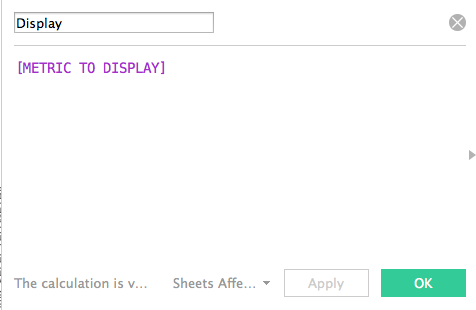 Display
[METRIC TO DISPLAY]
The calculation is v... Sheets Affe... Apply OK